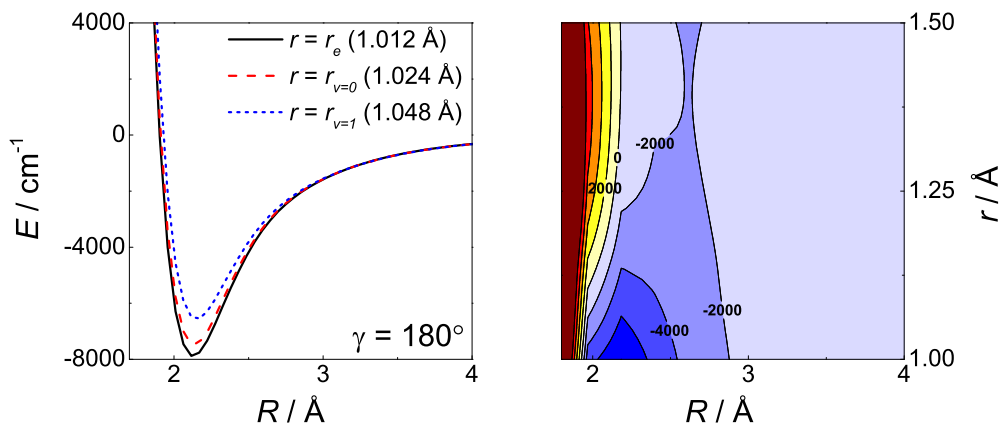 4000
0
-4000
-8000
E / cm-1
r = re (1.012 Å)
r = rv=0 (1.024 Å)
r = rv=1 (1.048 Å)
γ = 180°
2 3 4
R / Å
0
2000
-2000
-4000
-2000
1.50
1.25
1.00
r / Å
2 3 4
R / Å